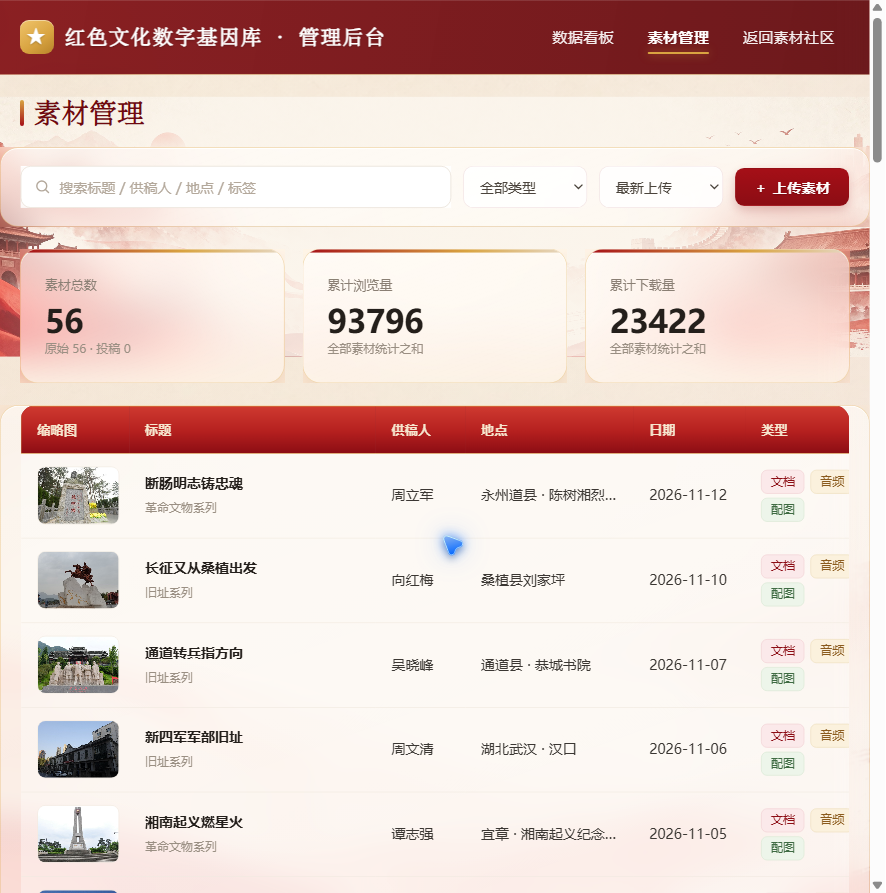 红色文化数字基因库 · 管理后台
数据看板 素材管理 返回素材社区
素材管理
搜索标题 / 供稿人 / 地点 / 标签 全部类型 最新上传 + 上传素材
素材总数 累计浏览量 累计下载量
56 93796 23422
原始 56 · 投稿 0 全部素材统计之和 全部素材统计之和
缩略图 标题 供稿人 地点 日期 类型
断肠明志铸忠魂
革命文物系列
周立军 永州道县 · 陈树湘烈... 2026-11-12 文档 音频
配图
长征又从桑植出发
旧址系列
向红梅 桑植县刘家坪 2026-11-10 文档 音频
配图
通道转兵指方向
旧址系列
吴晓峰 通道县 · 恭城书院 2026-11-07 文档 音频
配图
新四军军部旧址
旧址系列
周文清 湖北武汉 · 汉口 2026-11-06 文档 音频
配图
湘南起义燃星火
革命文物系列
谭志强 宜章 · 湘南起义纪念... 2026-11-05 文档 音频
配图